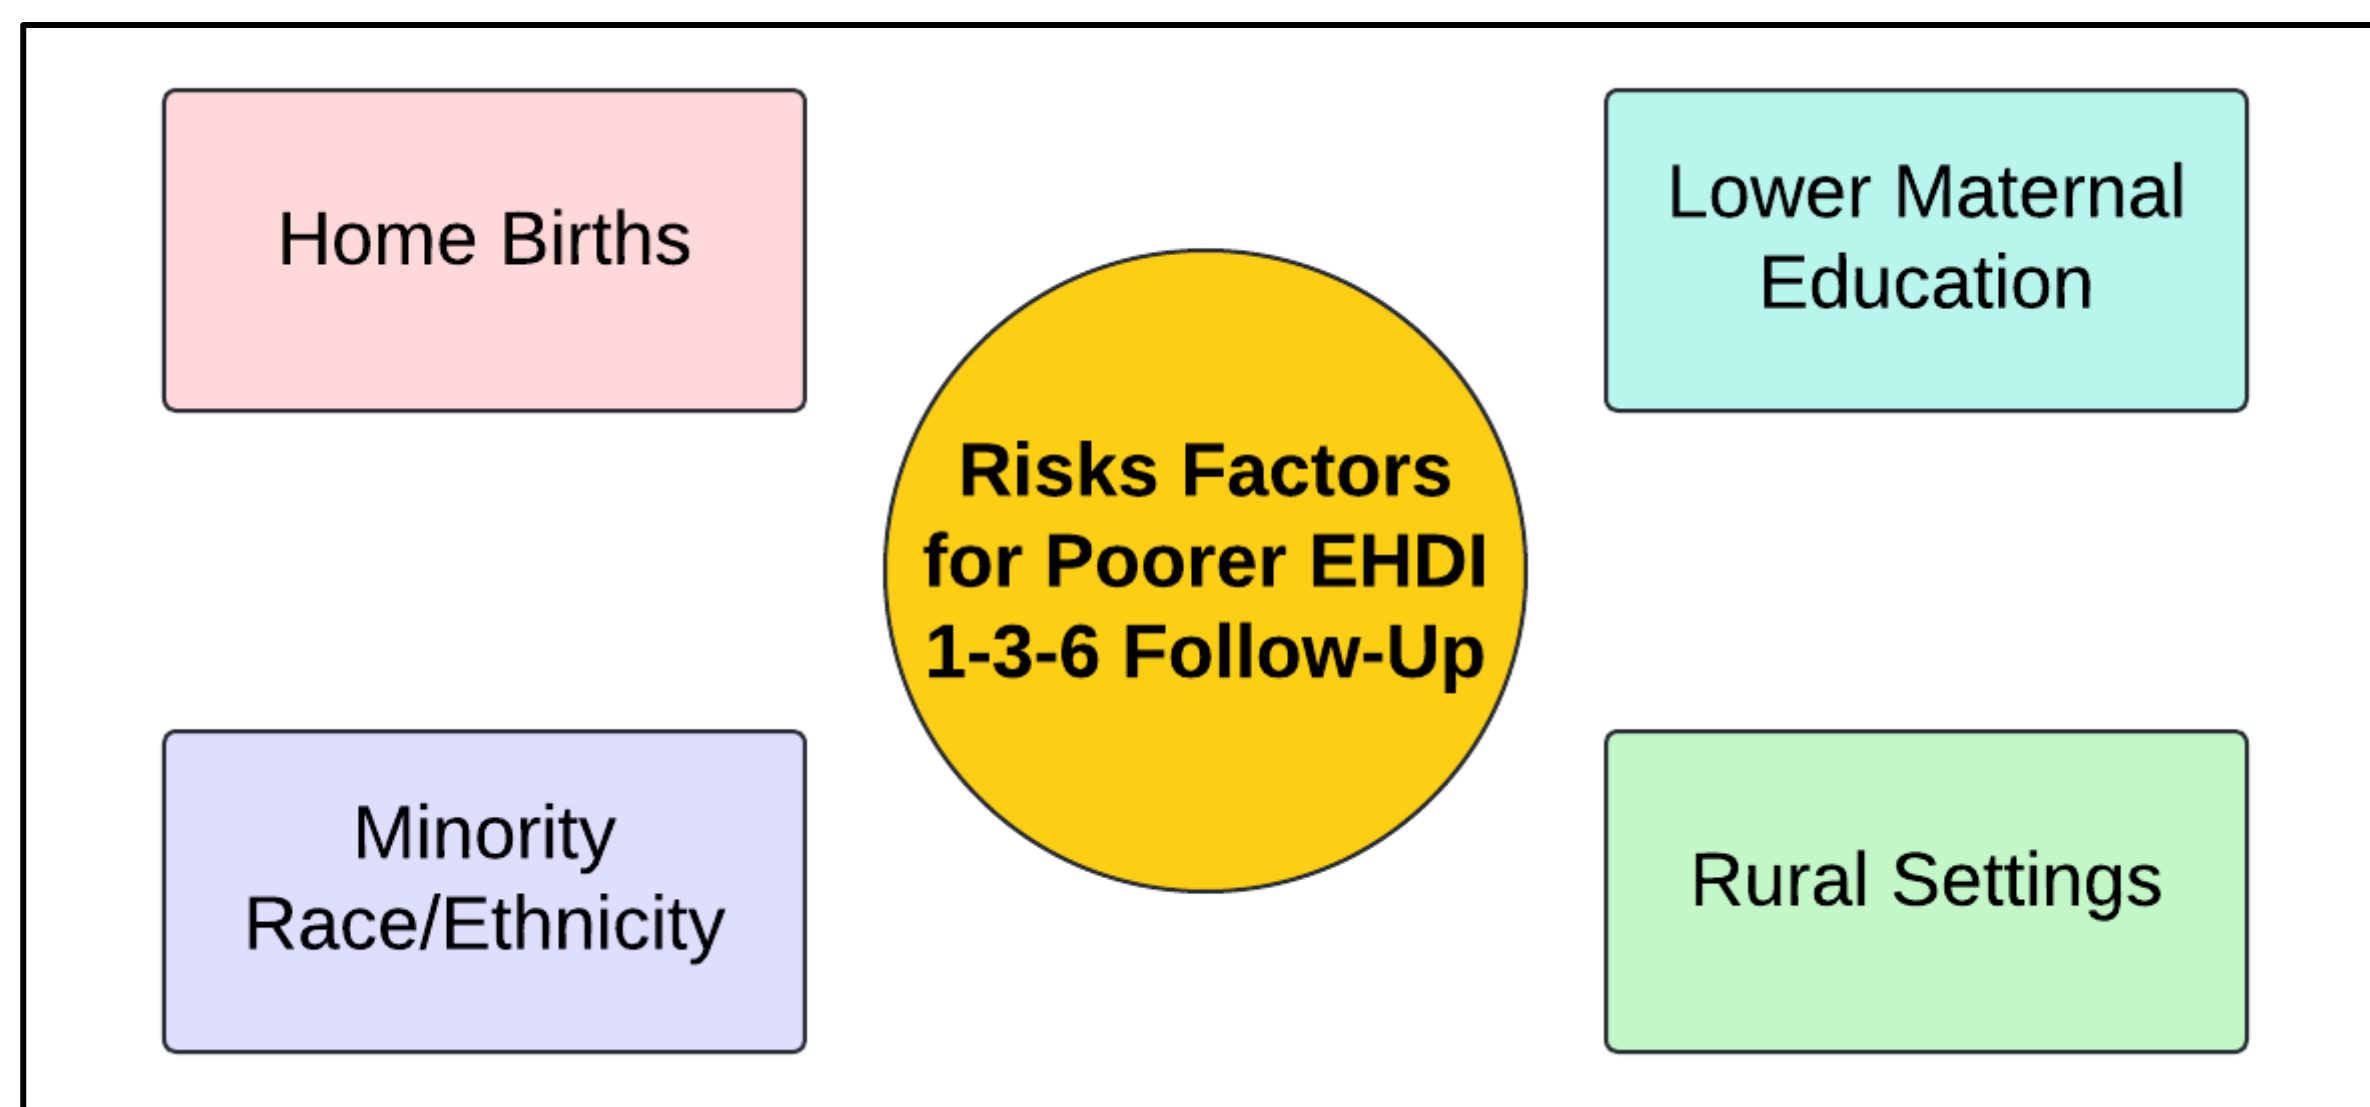 Home Births
Lower Maternal
Education
Risks Factors
for Poorer EHDI
1-3-6 Follow-Up
Minority
Race/Ethnicity
Rural Settings